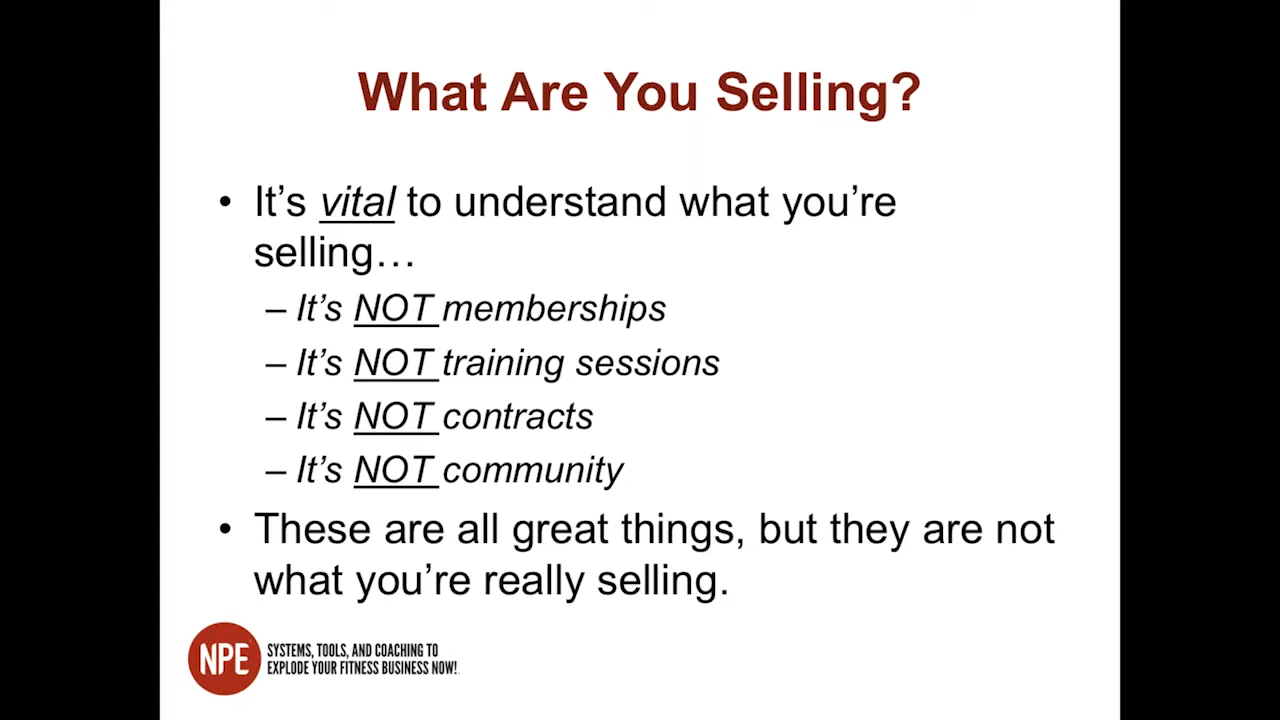 What Are You Selling?
• It’s vital to understand what you’re
selling…
– It’s NOT memberships
– It’s NOT training sessions
– It’s NOT contracts
– It’s NOT community
• These are all great things, but they are not
what you’re really selling.
NPE
SYSTEMS, TOOLS, AND COACHING TO
EXPLODE YOUR FITNESS BUSINESS NOW!